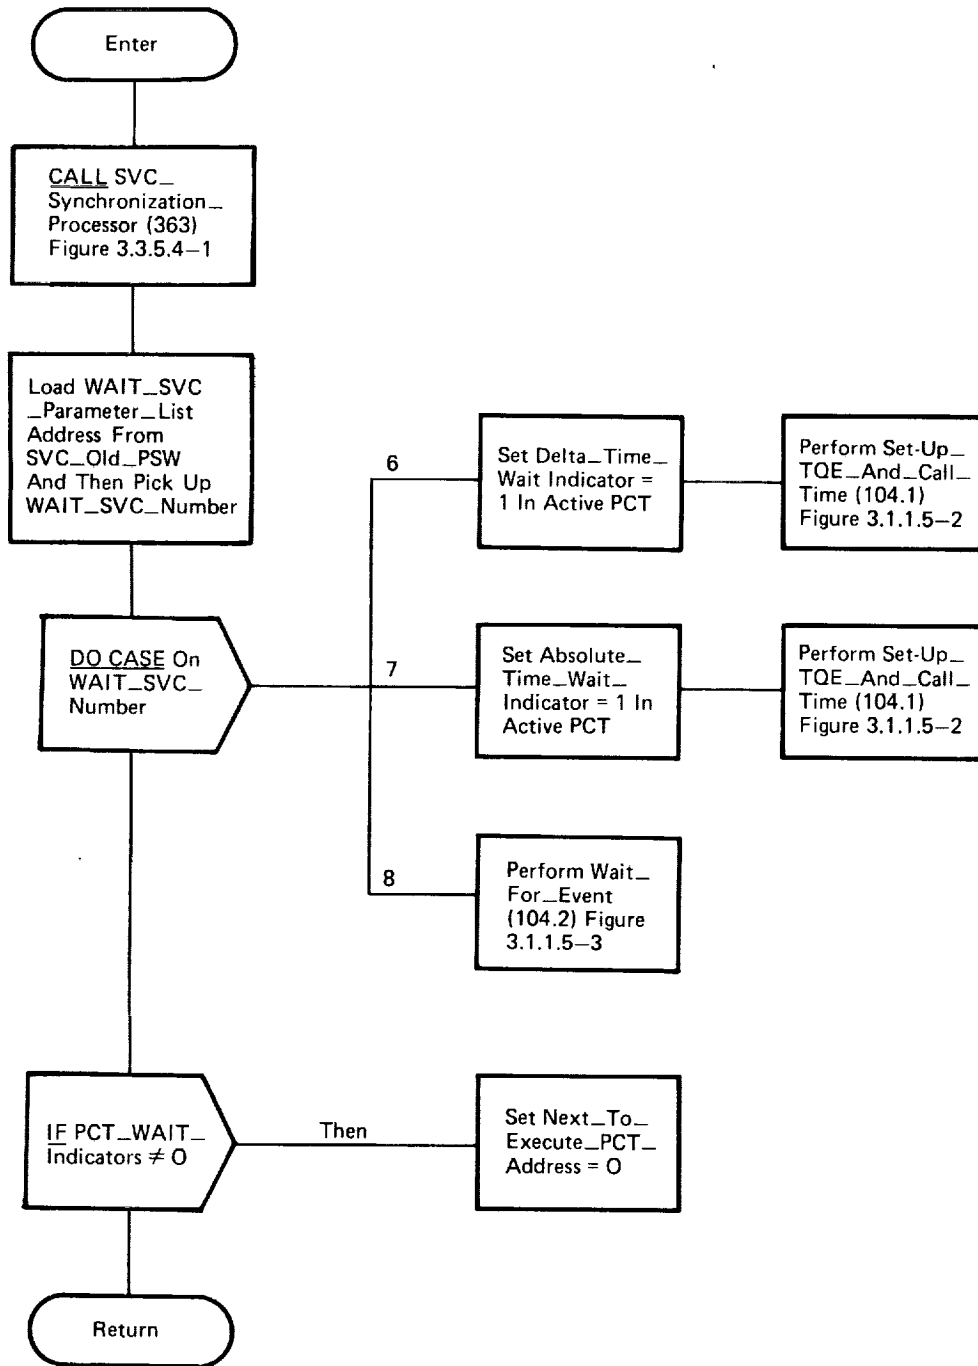 Enter
CALL SVC_
Synchronization_
Processor (363)
Figure 3.3.5.4–1
Load WAIT_SVC
_Parameter_List
Address From
SVC_Old_PSW
And Then Pick Up
WAIT_SVC_Number
DO CASE On
WAIT_SVC_
Number
6
Set Delta_Time_
Wait Indicator =
1 In Active PCT
Perform Set-Up_
TQE_And_Call_
Time (104.1)
Figure 3.1.1.5–2
7
Set Absolute_
Time_Wait_
Indicator = 1 In
Active PCT
Perform Set-Up_
TQE_And_Call_
Time (104.1)
Figure 3.1.1.5–2
8
Perform Wait_
For_Event
(104.2) Figure
3.1.1.5–3
IF PCT_WAIT_
Indicators ≠ O
Then
Set Next_To_
Execute_PCT_
Address = O
Return